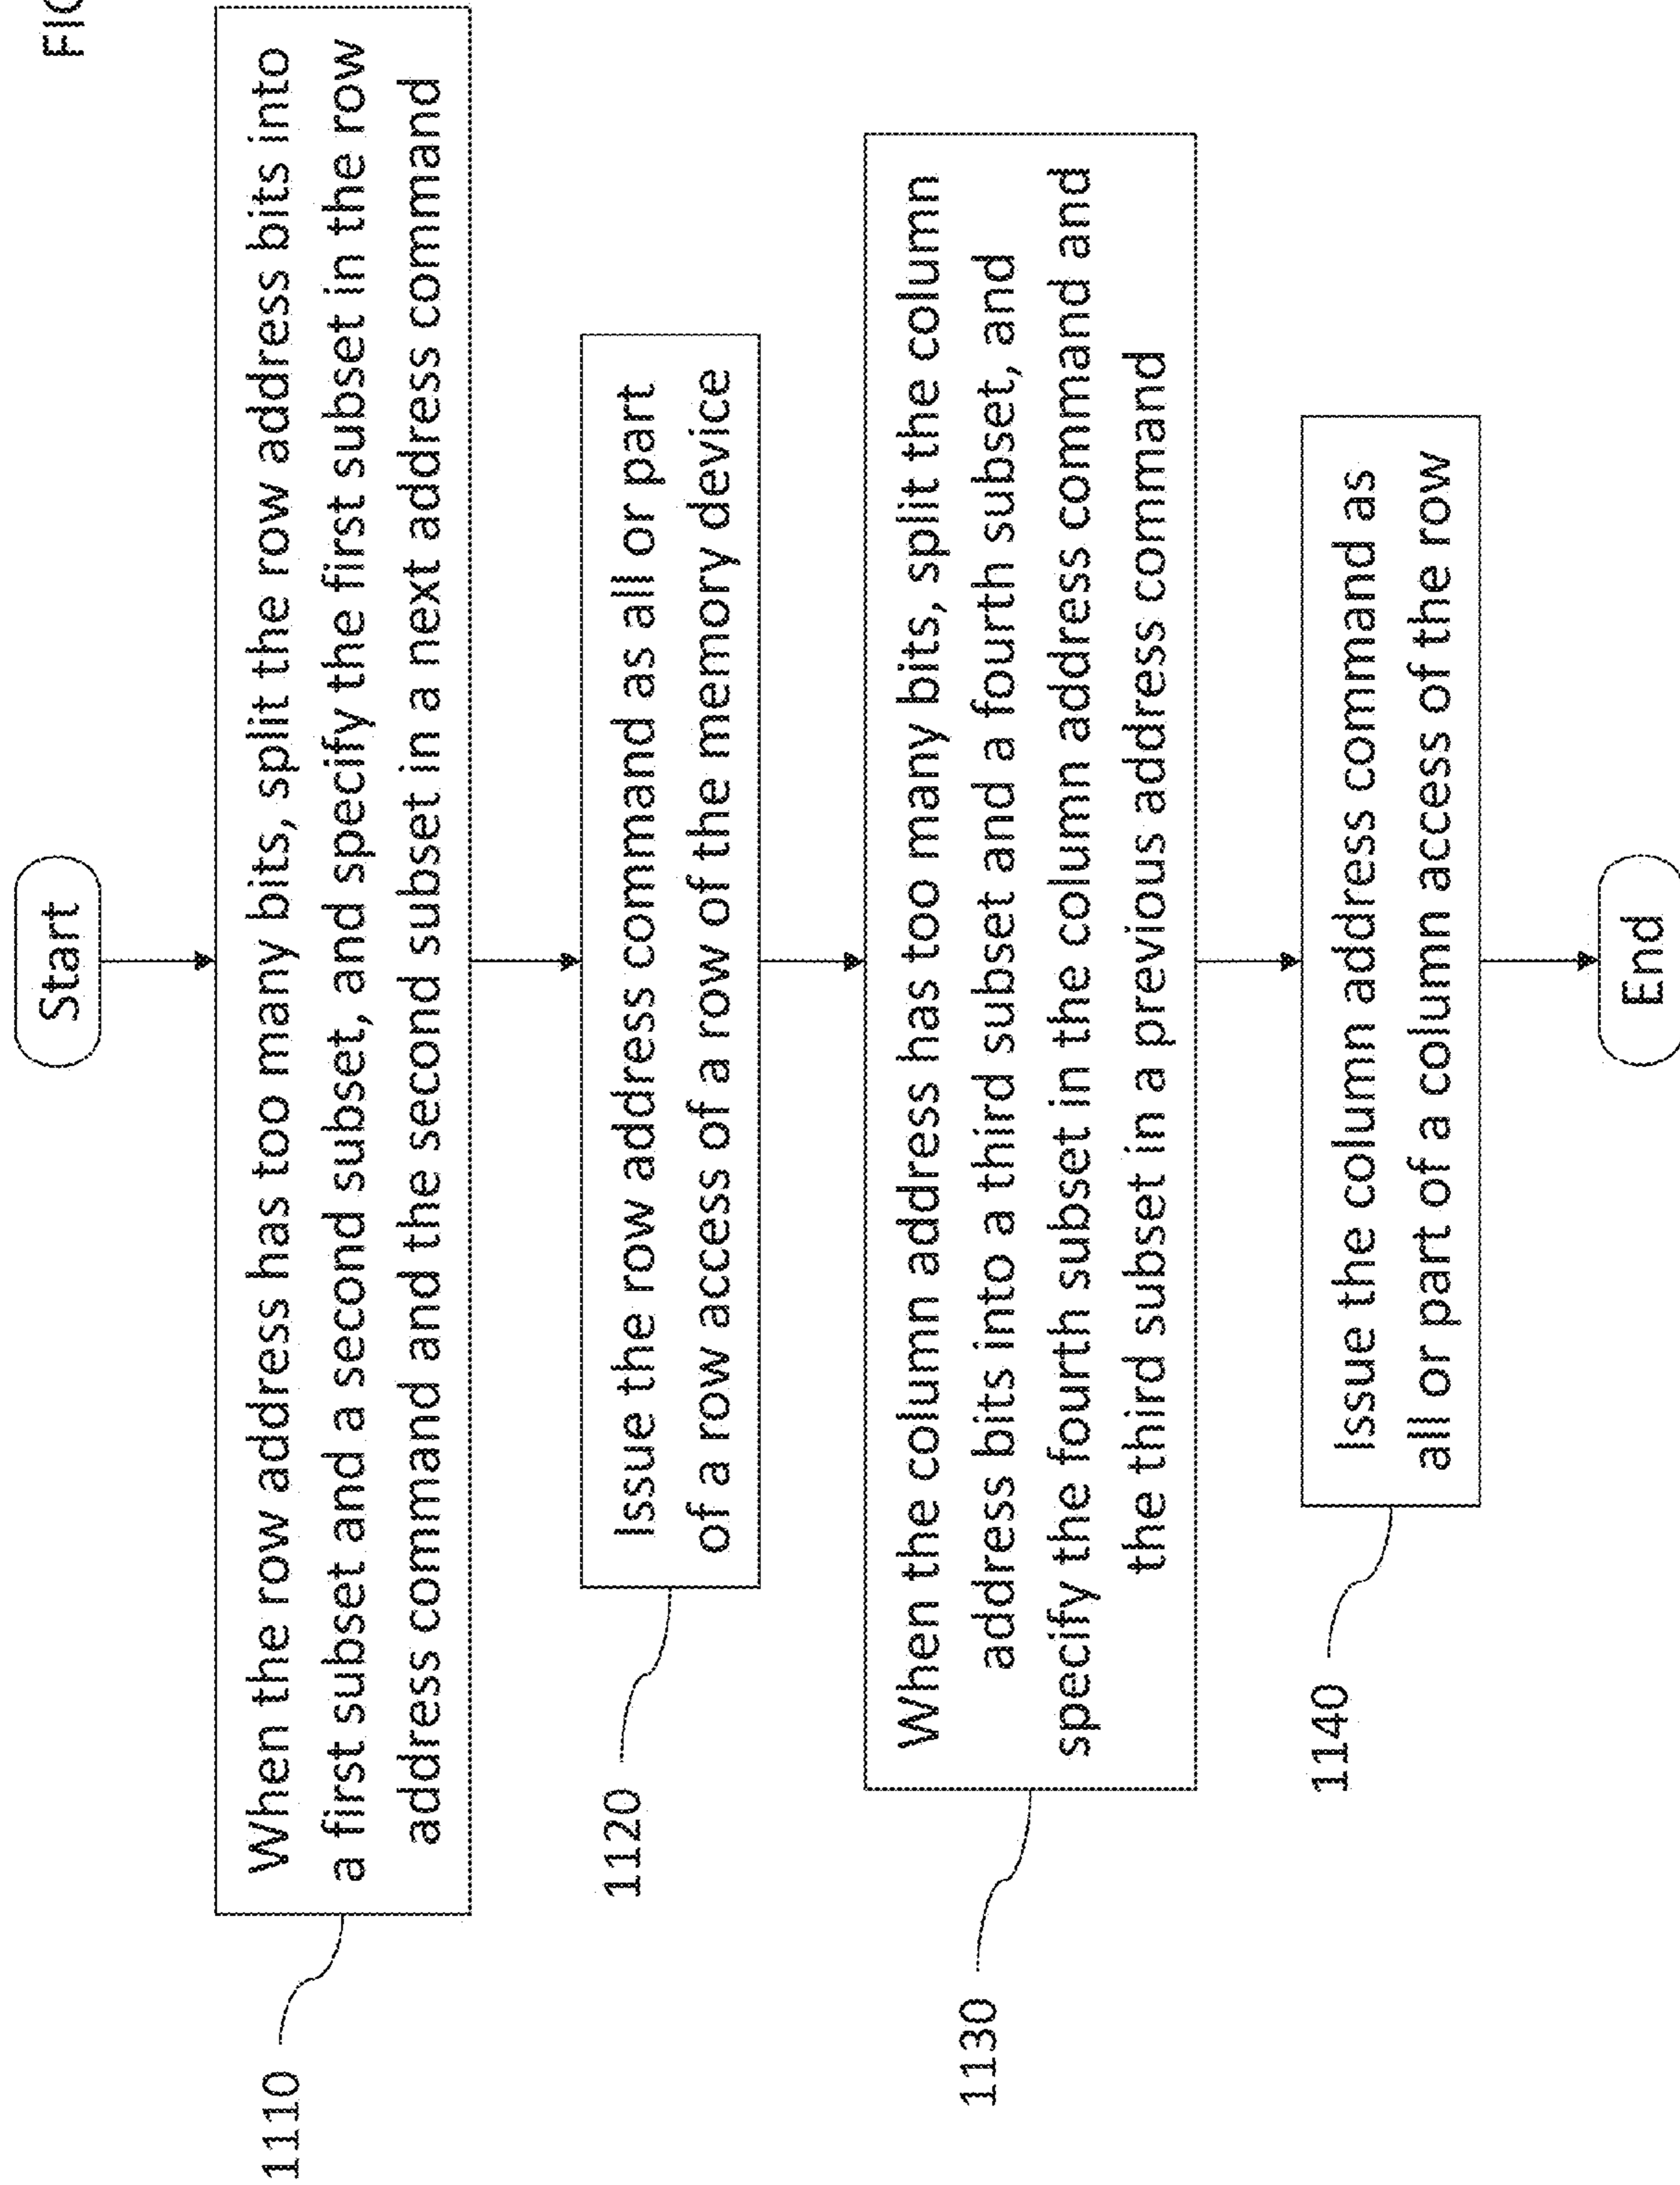 FIG
Start
1110
When the row address has too many bits, split the row address bits into
a first subset and a second subset, and specify the first subset in the row
address command and the second subset in a next address command
1120
Issue the row address command as all or part
of a row access of a row of the memory device
1130
When the column address has too many bits, split the column
address bits into a third subset and a fourth subset, and
specify the fourth subset in the column address command and
the third subset in a previous address command
1140
Issue the column address command as
all or part of a column access of the row
End